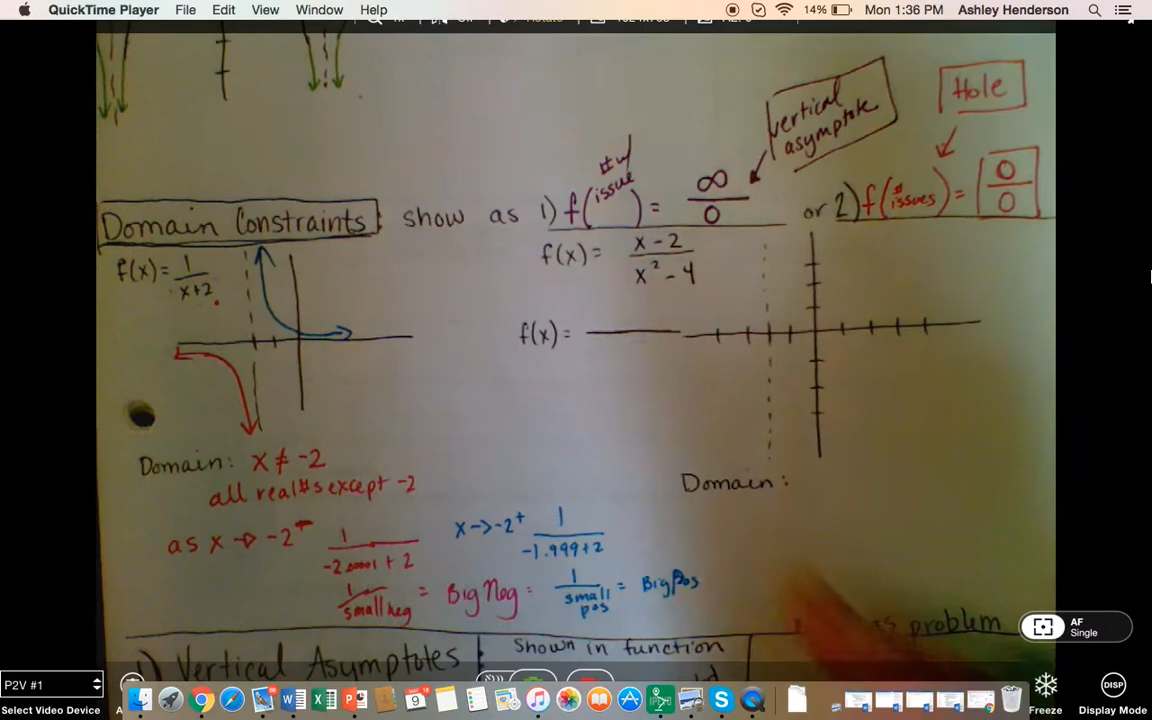 QuickTime Player File Edit View Window Help 14% Mon 1:36 PM Ashley Henderson
vertical asymptote
Hole
Domain Constraints: show as 1) f(#w/ issue) = ∞/0 or 2) f(# issues) = 0/0
f(x) = 1/x+2
f(x) = x-2/x²-4
f(x) =
Domain: x ≠ -2
all real #s except -2
Domain:
as x → -2⁻ 1/-2.0001+2
x → -2⁺ 1/-1.999+2
1/small neg = Big Neg.
1/small pos = Big Pos
problem
1) Vertical Asymptotes
Shown in function
AF
Single
P2V #1
Select Video Device
Freeze
DISP
Display Mode